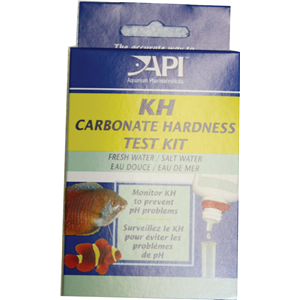 The accurate way to
API
Aquarium Pharmaceuticals
KH
CARBONATE HARDNESS
TEST KIT
FRESH WATER / SALT WATER
EAU DOUCE / EAU DE MER
Monitor KH
to prevent
pH problems
Surveillez le KH
pour éviter les
problèmes
de pH